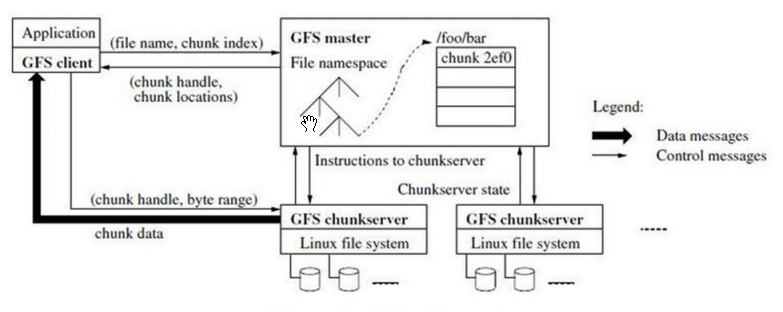 Application
GFS client
(file name, chunk index)
(chunk handle,
chunk locations)
GFS master
File namespace
/foo/bar
chunk 2ef0
Legend:
Data messages
Control messages
Instructions to chunkserver
Chunkserver state
(chunk handle, byte range)
chunk data
GFS chunkserver
Linux file system
GFS chunkserver
Linux file system